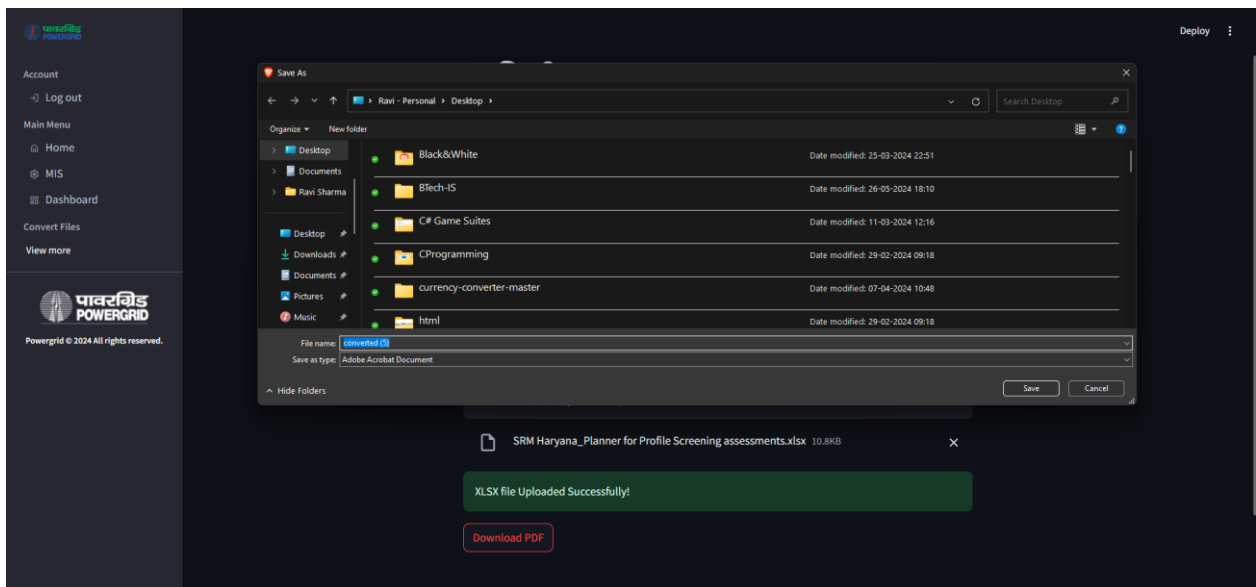 पावरग्रिड
POWERGRID
Account
Log out
Main Menu
Home
MIS
Dashboard
Convert Files
View more
पावरग्रिड
POWERGRID
Powergrid © 2024 All rights reserved.
Deploy
Save As
Ravi - Personal > Desktop >
Search Desktop
Organize
New folder
Desktop
Documents
Ravi Sharma
Desktop
Downloads
Documents
Pictures
Music
Black&White Date modified: 25-03-2024 22:51
BTech-IS Date modified: 26-05-2024 18:10
C# Game Suites Date modified: 11-03-2024 12:16
CProgramming Date modified: 29-02-2024 09:18
currency-converter-master Date modified: 07-04-2024 10:48
html Date modified: 29-02-2024 09:18
File name: converted (5)
Save as type: Adobe Acrobat Document
Hide Folders
Save
Cancel
SRM Haryana_Planner for Profile Screening assessments.xlsx 10.8KB
XLSX file Uploaded Successfully!
Download PDF